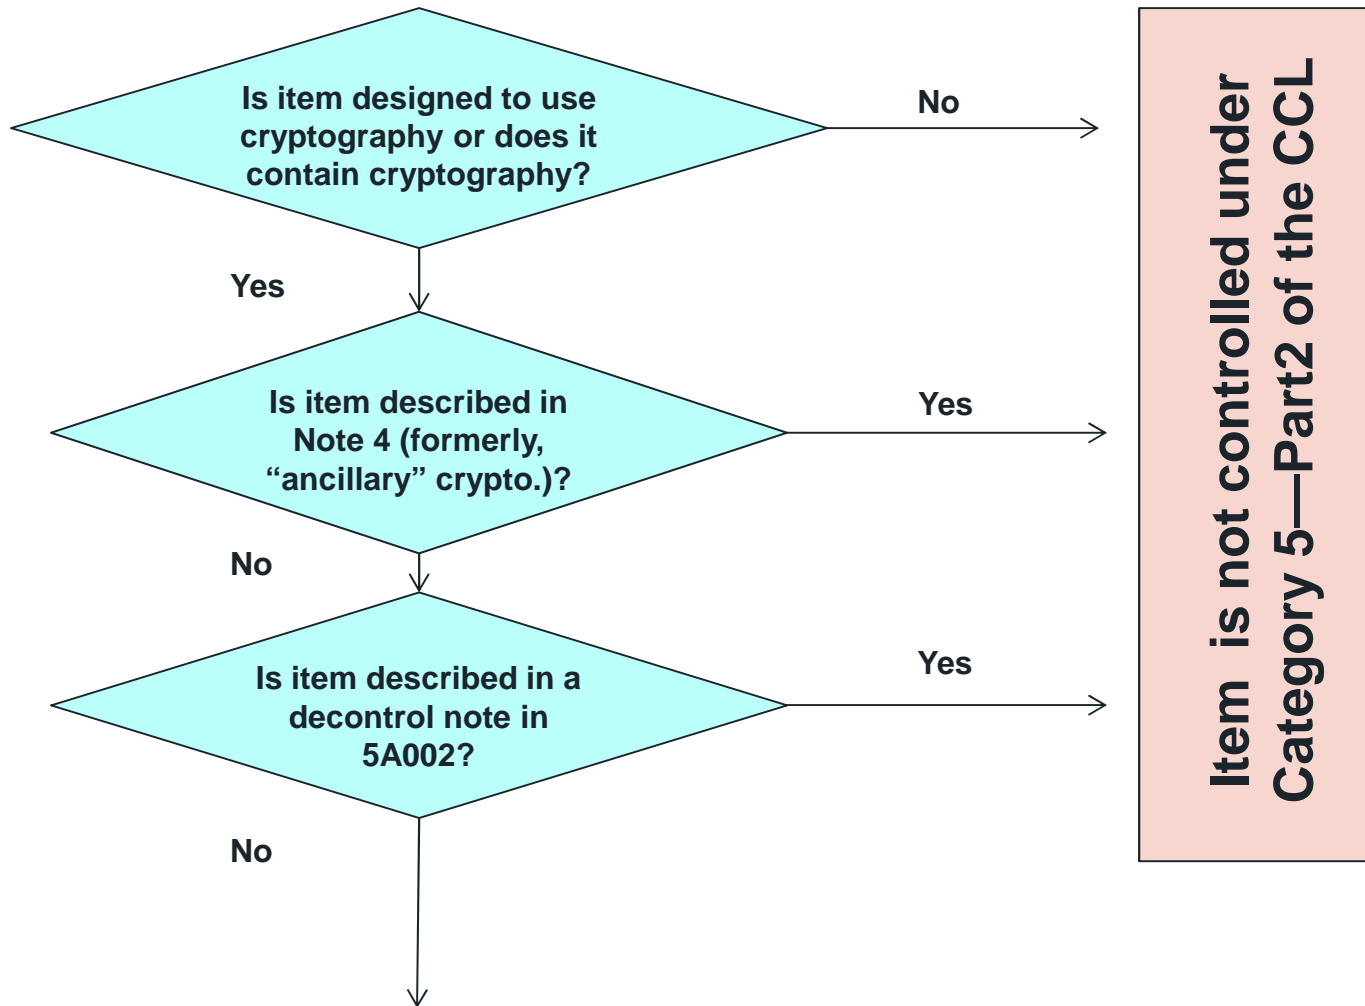 Is item designed to use
cryptography or does it
contain cryptography?
No
Yes
Is item described in
Note 4 (formerly,
“ancillary” crypto.)?
Yes
No
Is item described in a
decontrol note in
5A002?
Yes
No
Item  is not controlled under
Category 5—Part2 of the CCL